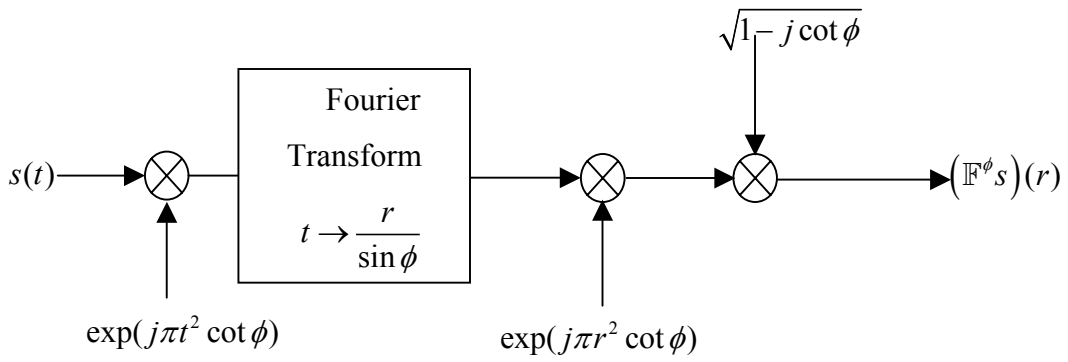 √(1 − j cot ϕ)
Fourier
Transform
t → r / sin ϕ
s(t)
(𝔽^ϕ s)(r)
exp(jπt² cot ϕ)
exp(jπr² cot ϕ)